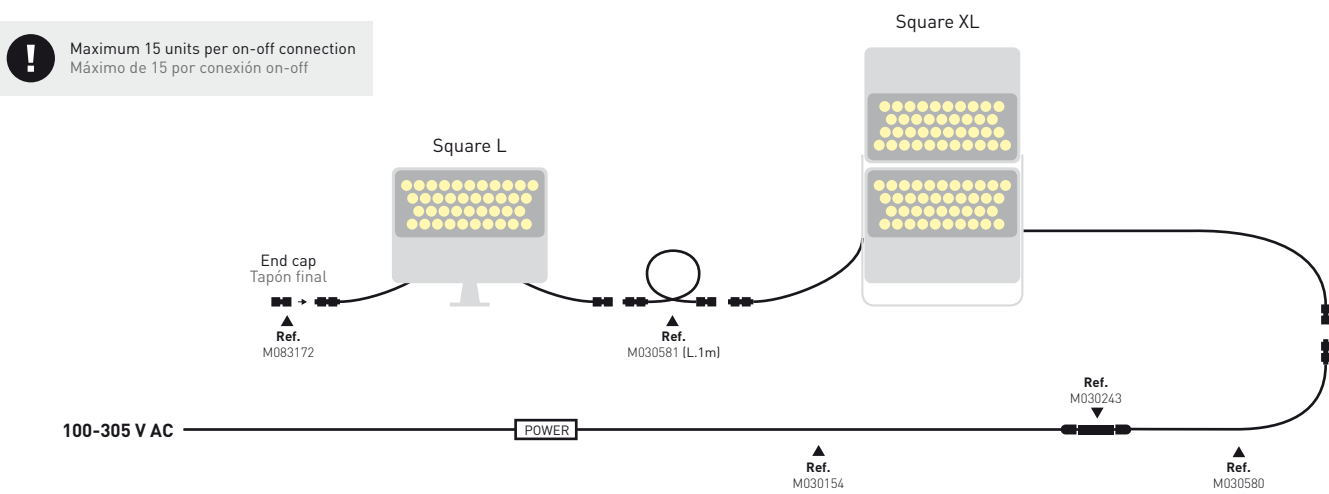 Maximum 15 units per on-off connection
Máximo de 15 por conexión on-off
!
Square XL
Square L
End cap
Tapón final
Ref.
M083172
Ref.
M030581 (L.1m)
Ref.
M030243
100-305 V AC
POWER
Ref.
M030154
Ref.
M030580